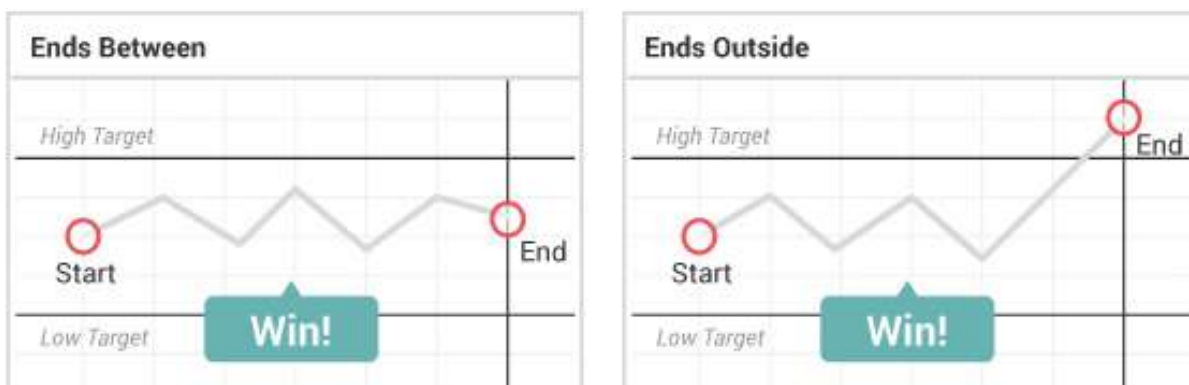 Ends Between
High Target
Start
End
Low Target
Win!
Ends Outside
High Target
End
Start
Low Target
Win!